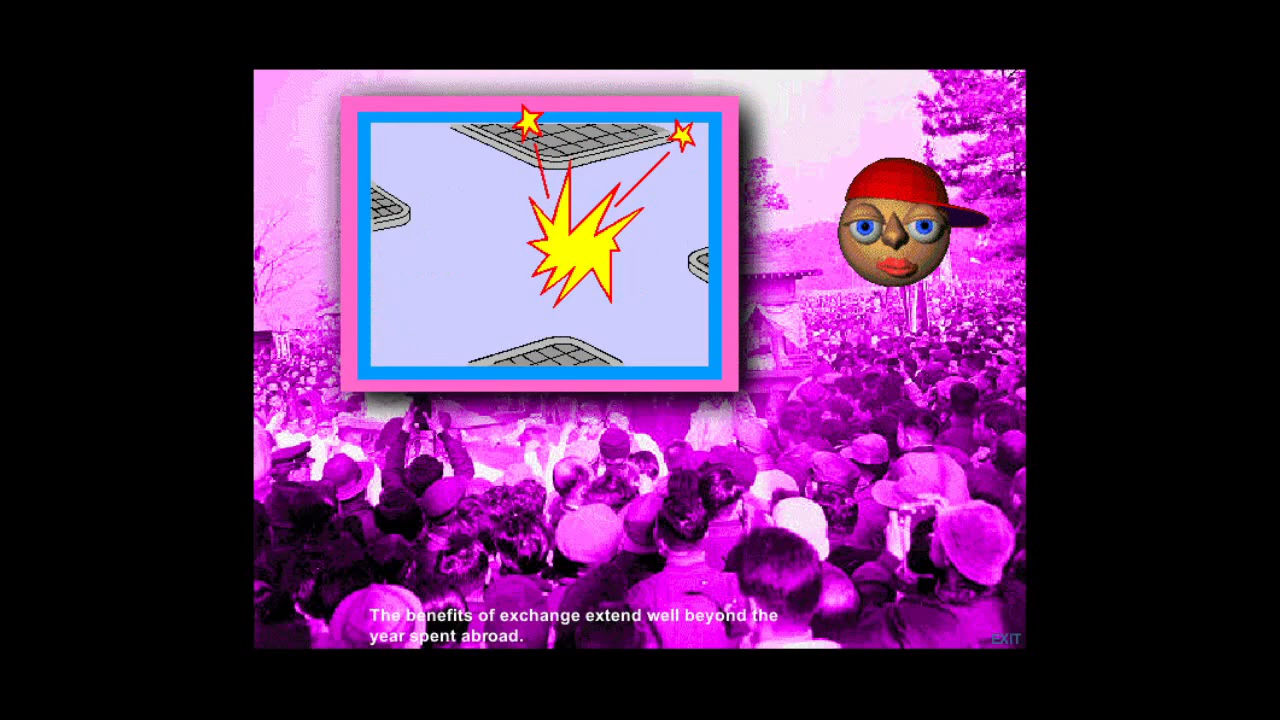 The benefits of exchange extend well beyond the
year spent abroad.
EXIT